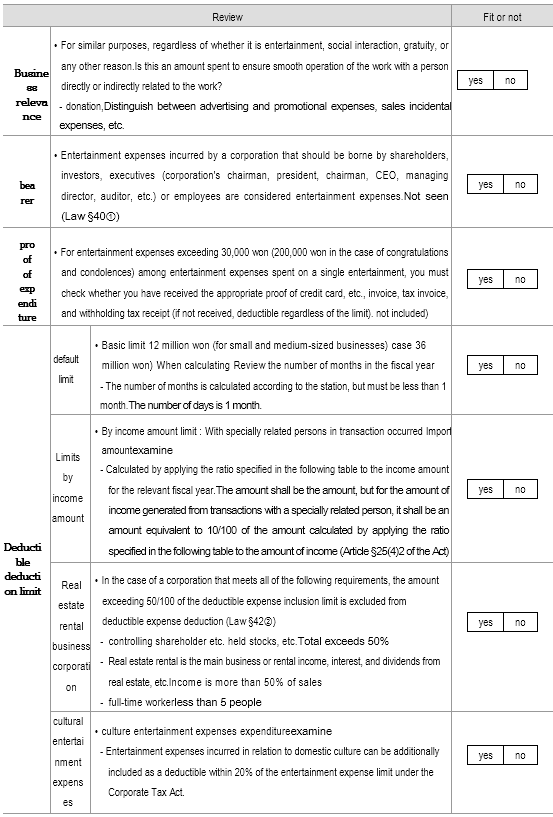 Review
Fit or not
Busine
ss
releva
nce
• For similar purposes, regardless of whether it is entertainment, social interaction, gratuity, or
any other reason.Is this an amount spent to ensure smooth operation of the work with a person
directly or indirectly related to the work?
- donation,Distinguish between advertising and promotional expenses, sales incidental
expenses, etc.
yes no
bea
rer
• Entertainment expenses incurred by a corporation that should be borne by shareholders,
investors, executives (corporation's chairman, president, chairman, CEO, managing
director, auditor, etc.) or employees are considered entertainment expenses.Not seen
(Law §40①)
yes no
pro
of
of
exp
endi
ture
• For entertainment expenses exceeding 30,000 won (200,000 won in the case of congratulations
and condolences) among entertainment expenses spent on a single entertainment, you must
check whether you have received the appropriate proof of credit card, etc., invoice, tax invoice,
and withholding tax receipt (if not received, deductible regardless of the limit). not included)
yes no
Deducti
ble
deducti
on limit
default
limit
• Basic limit 12 million won (for small and medium-sized businesses) case 36
million won) When calculating Review the number of months in the fiscal year
- The number of months is calculated according to the station, but must be less than 1
month.The number of days is 1 month.
yes no
Limits
by
income
amount
• By income amount limit : With specially related persons in transaction occurred Import
amountexamine
- Calculated by applying the ratio specified in the following table to the income amount
for the relevant fiscal year.The amount shall be the amount, but for the amount of
income generated from transactions with a specially related person, it shall be an
amount equivalent to 10/100 of the amount calculated by applying the ratio
specified in the following table to the amount of income (Article §25(4)2 of the Act)
yes no
Real
estate
rental
business
corporati
on
• In the case of a corporation that meets all of the following requirements, the amount
exceeding 50/100 of the deductible expense inclusion limit is excluded from
deductible expense deduction (Law §42②)
- controlling shareholder etc. held stocks, etc.Total exceeds 50%
- Real estate rental is the main business or rental income, interest, and dividends from
real estate, etc.Income is more than 50% of sales
- full-time workerless than 5 people
yes no
cultural
entertai
nment
expens
es
• culture entertainment expenses expenditureexamine
- Entertainment expenses incurred in relation to domestic culture can be additionally
included as a deductible within 20% of the entertainment expense limit under the
Corporate Tax Act.
yes no